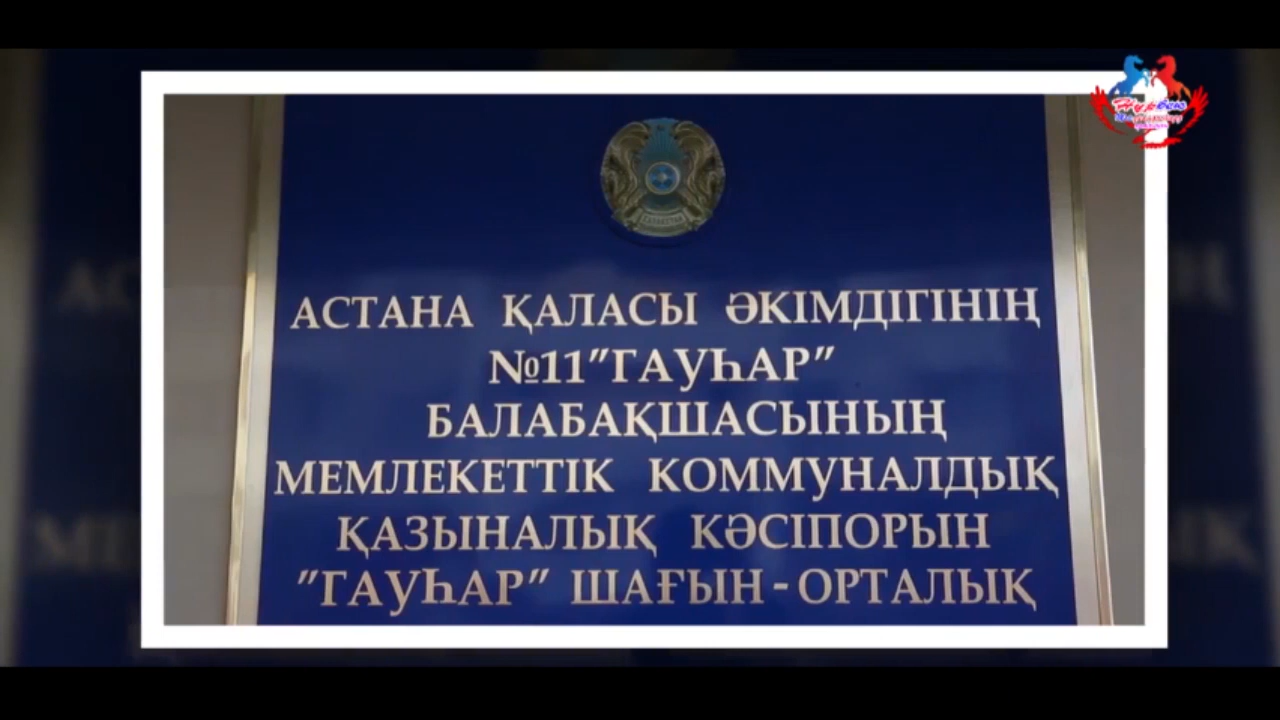 АСТАНА ҚАЛАСЫ ӘКІМДІГІНІҢ
№11"ГАУҺАР"
БАЛАБАҚШАСЫНЫҢ
МЕМЛЕКЕТТІК КОММУНАЛДЫҚ
ҚАЗЫНАЛЫҚ КӘСІПОРЫН
"ГАУҺАР" ШАҒЫН-ОРТАЛЫҚ